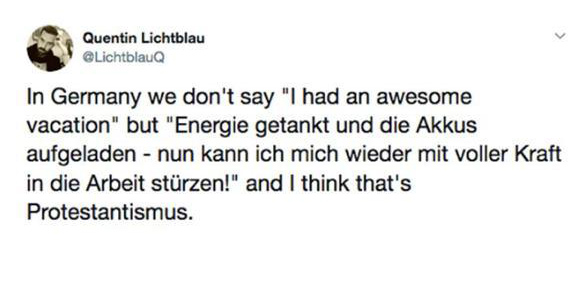 Quentin Lichtblau
@LichtblauQ
In Germany we don't say "I had an awesome
vacation" but "Energie getankt und die Akkus
aufgeladen - nun kann ich mich wieder mit voller Kraft
in die Arbeit stürzen!" and I think that's
Protestantismus.